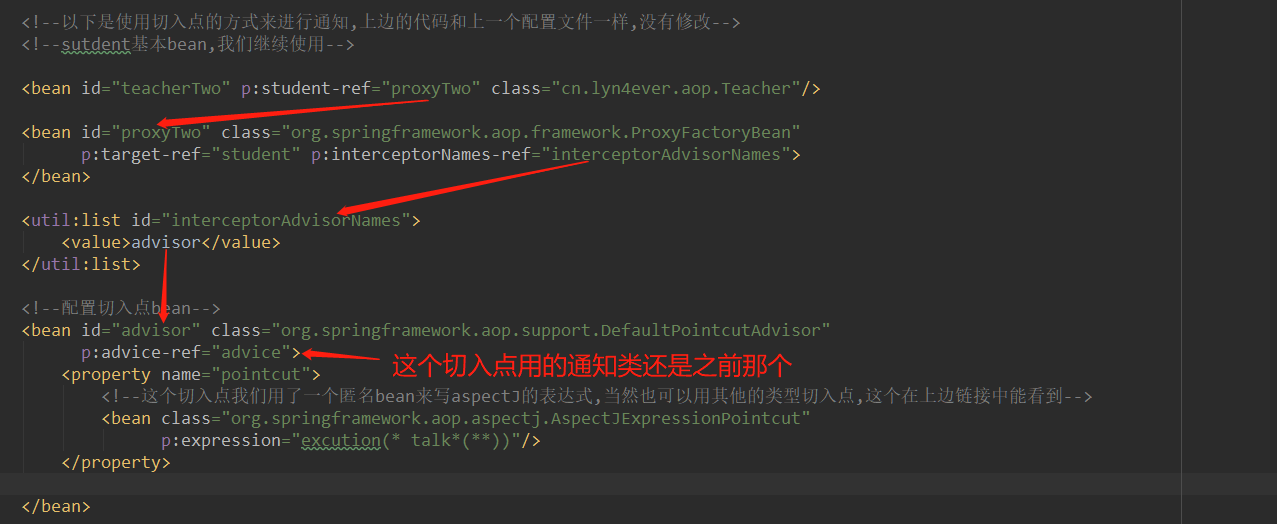 <!--以下是使用切入点的方式来进行通知,上边的代码和上一个配置文件一样,没有修改-->
<!--sutdent基本bean,我们继续使用-->
<bean id="teacherTwo" p:student-ref="proxyTwo" class="cn.lyn4ever.aop.Teacher"/>
<bean id="proxyTwo" class="org.springframework.aop.framework.ProxyFactoryBean"
p:target-ref="student" p:interceptorNames-ref="interceptorAdvisorNames">
</bean>
<util:list id="interceptorAdvisorNames">
<value>advisor</value>
</util:list>
<!--配置切入点bean-->
<bean id="advisor" class="org.springframework.aop.support.DefaultPointcutAdvisor"
p:advice-ref="advice"> 这个切入点用的通知类还是之前那个
<property name="pointcut">
<!--这个切入点我们用了一个匿名bean来写aspectJ的表达式,当然也可以用其他的类型切入点,这个在上边链接中能看到-->
<bean class="org.springframework.aop.aspectj.AspectJExpressionPointcut"
p:expression="excution(* talk*(**))"/>
</property>
</bean>